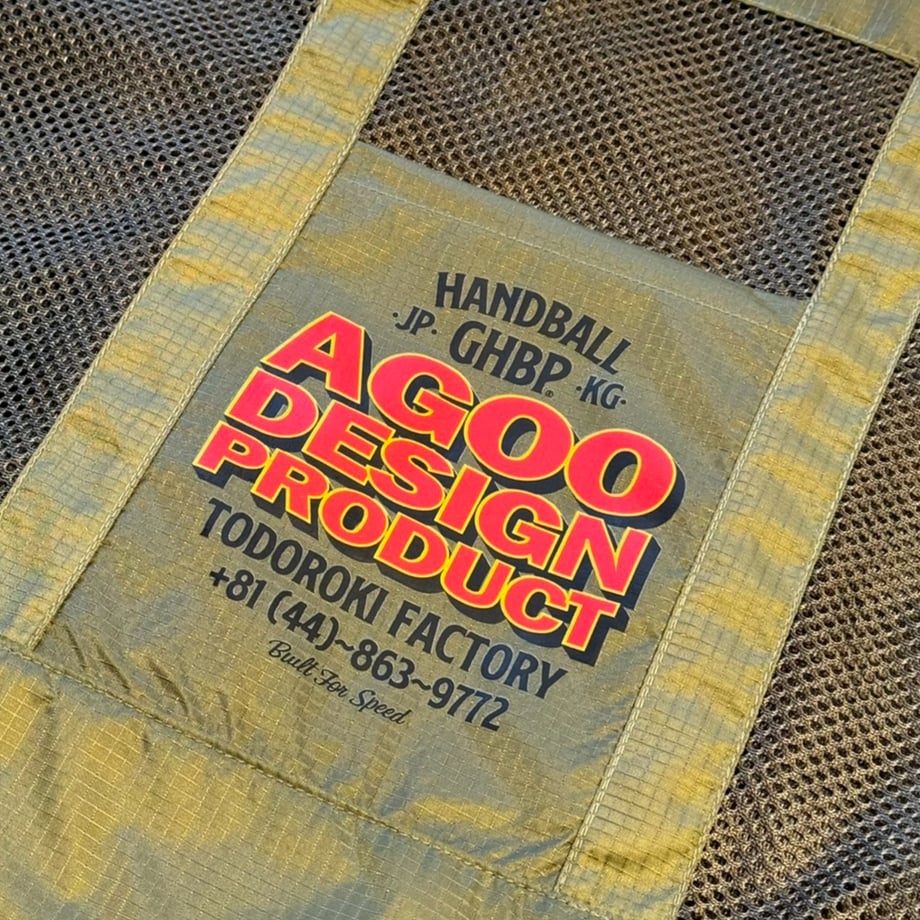 HANDBALL
·JP· GHBP® ·KG·
AGOO
DESIGN
PRODUCT
TODOROKI FACTORY
+81 (44)~863~9772
Built For Speed